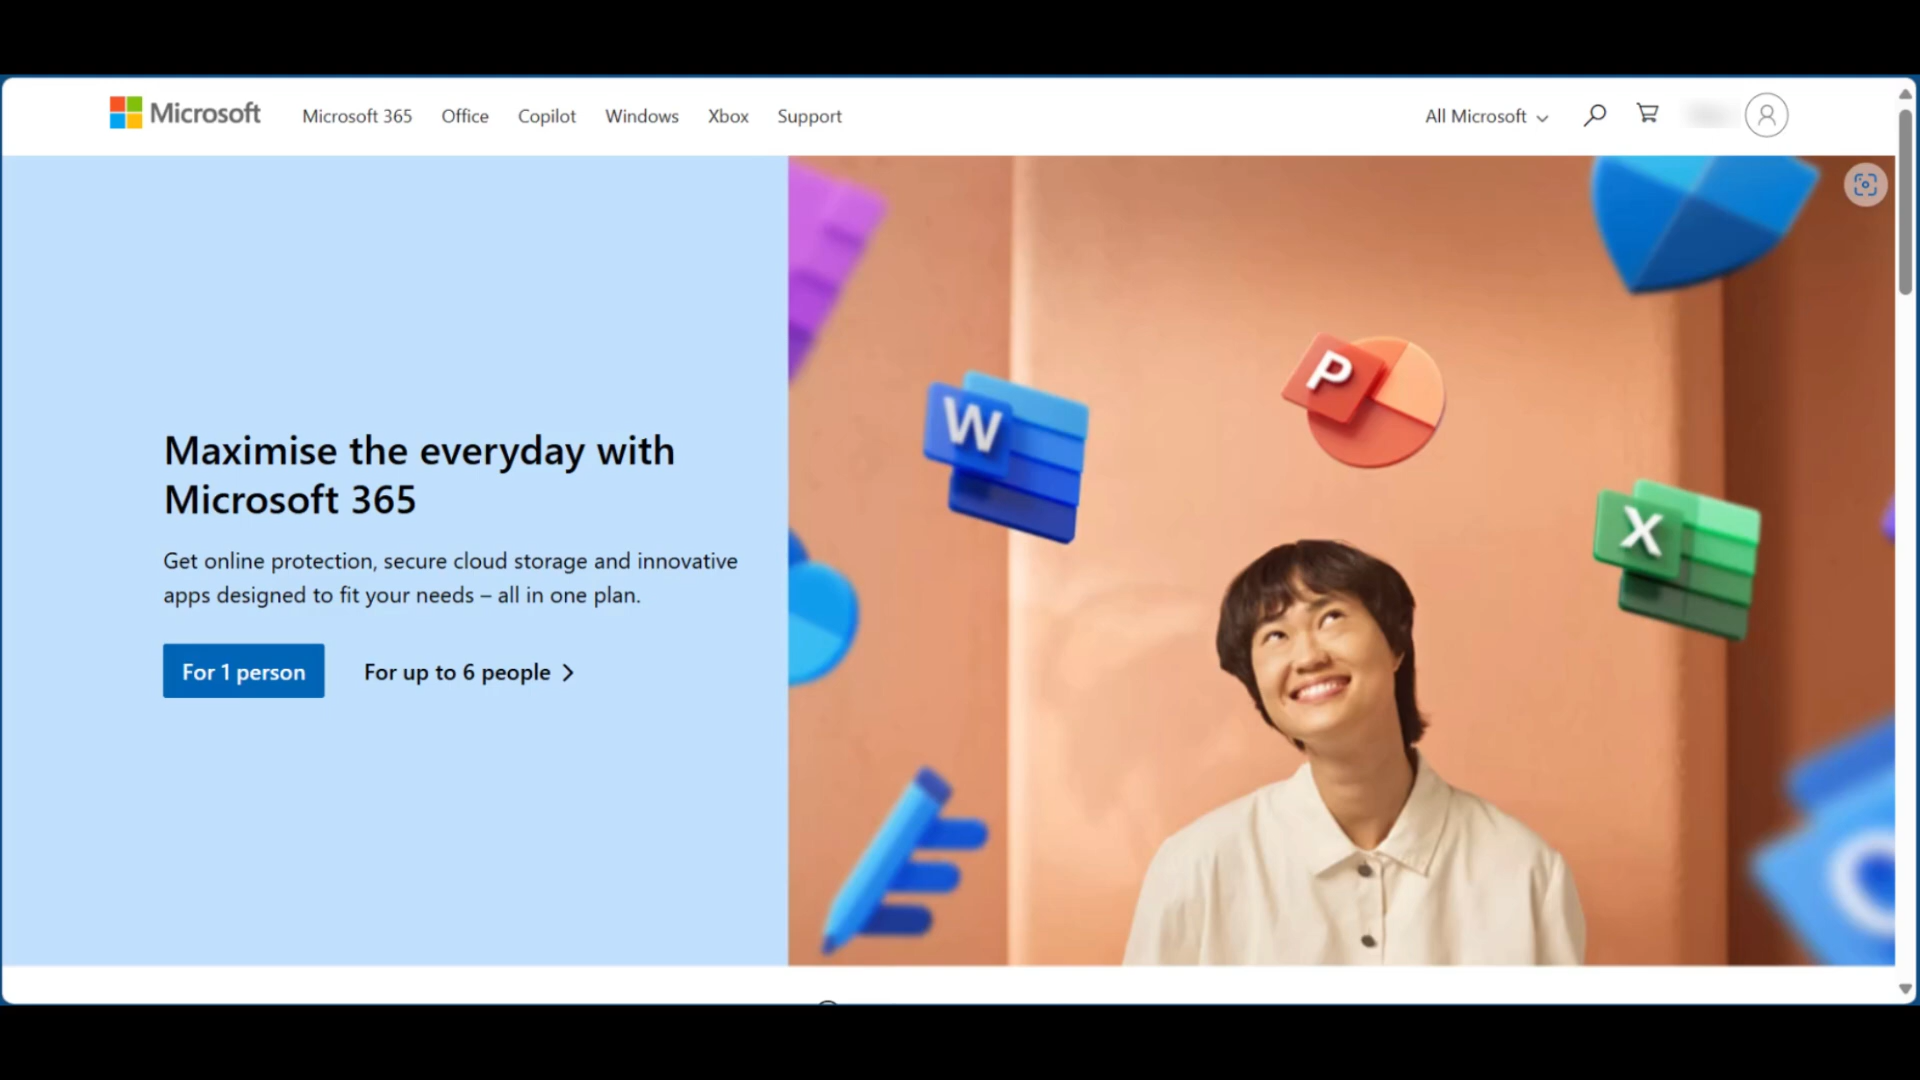 Microsoft
Microsoft 365 Office Copilot Windows Xbox Support
All Microsoft
Maximise the everyday with
Microsoft 365
Get online protection, secure cloud storage and innovative
apps designed to fit your needs – all in one plan.
For 1 person
For up to 6 people
W
P
X